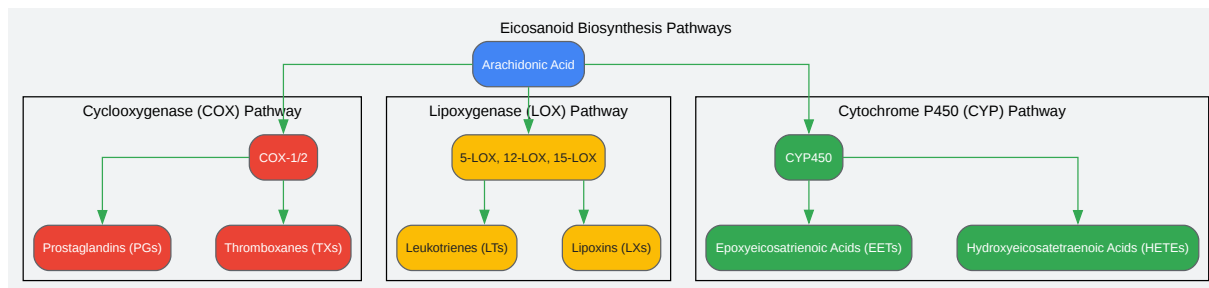 Eicosanoid Biosynthesis Pathways
Arachidonic Acid
Cyclooxygenase (COX) Pathway
COX-1/2
Prostaglandins (PGs)
Thromboxanes (TXs)
Lipoxygenase (LOX) Pathway
5-LOX, 12-LOX, 15-LOX
Leukotrienes (LTs)
Lipoxins (LXs)
Cytochrome P450 (CYP) Pathway
CYP450
Epoxyeicosatrienoic Acids (EETs)
Hydroxyeicosatetraenoic Acids (HETEs)